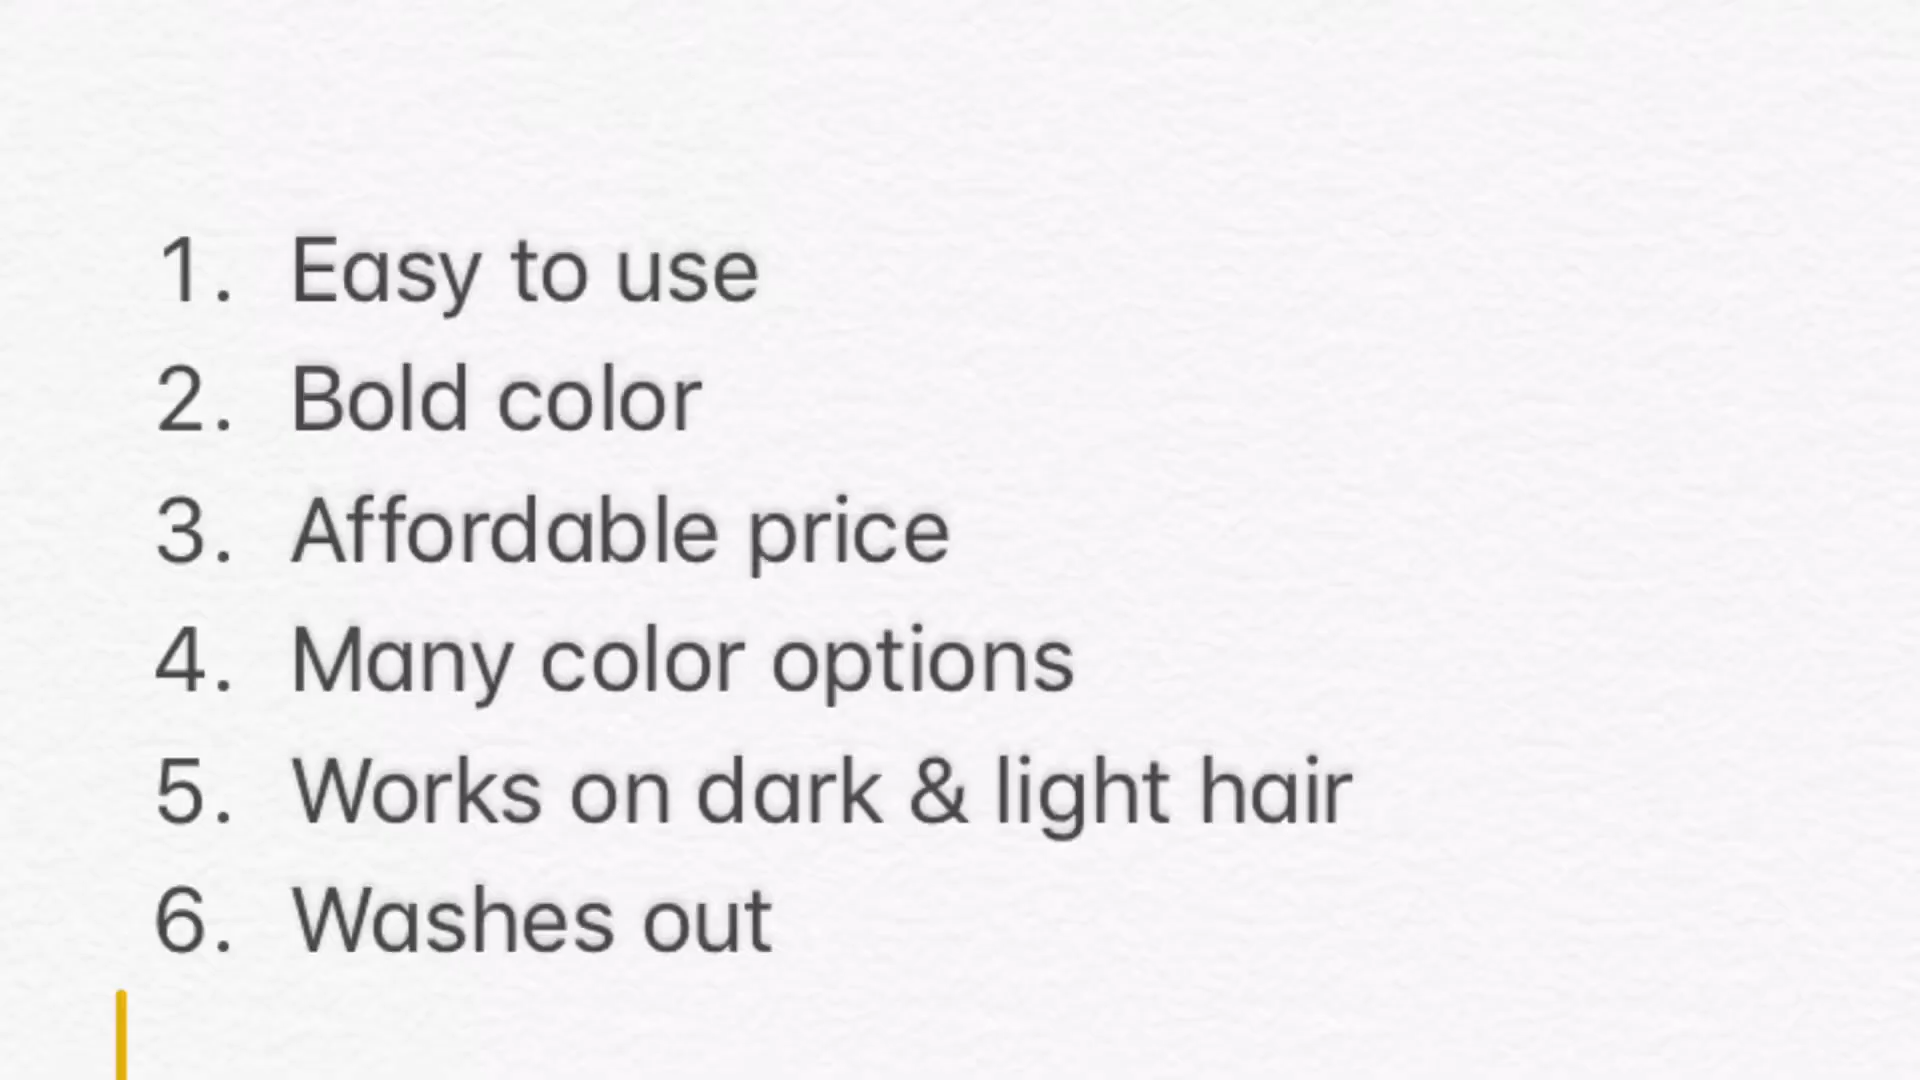 1. Easy to use
2. Bold color
3. Affordable price
4. Many color options
5. Works on dark & light hair
6. Washes out